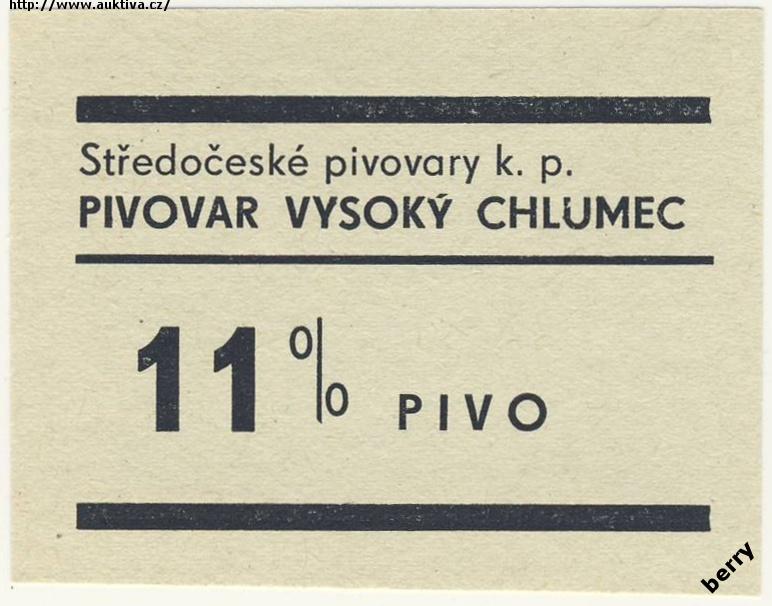 http://www.auktiva.cz/
Středočeské pivovary k. p.
PIVOVAR VYSOKÝ CHLUMEC
11% PIVO
berry